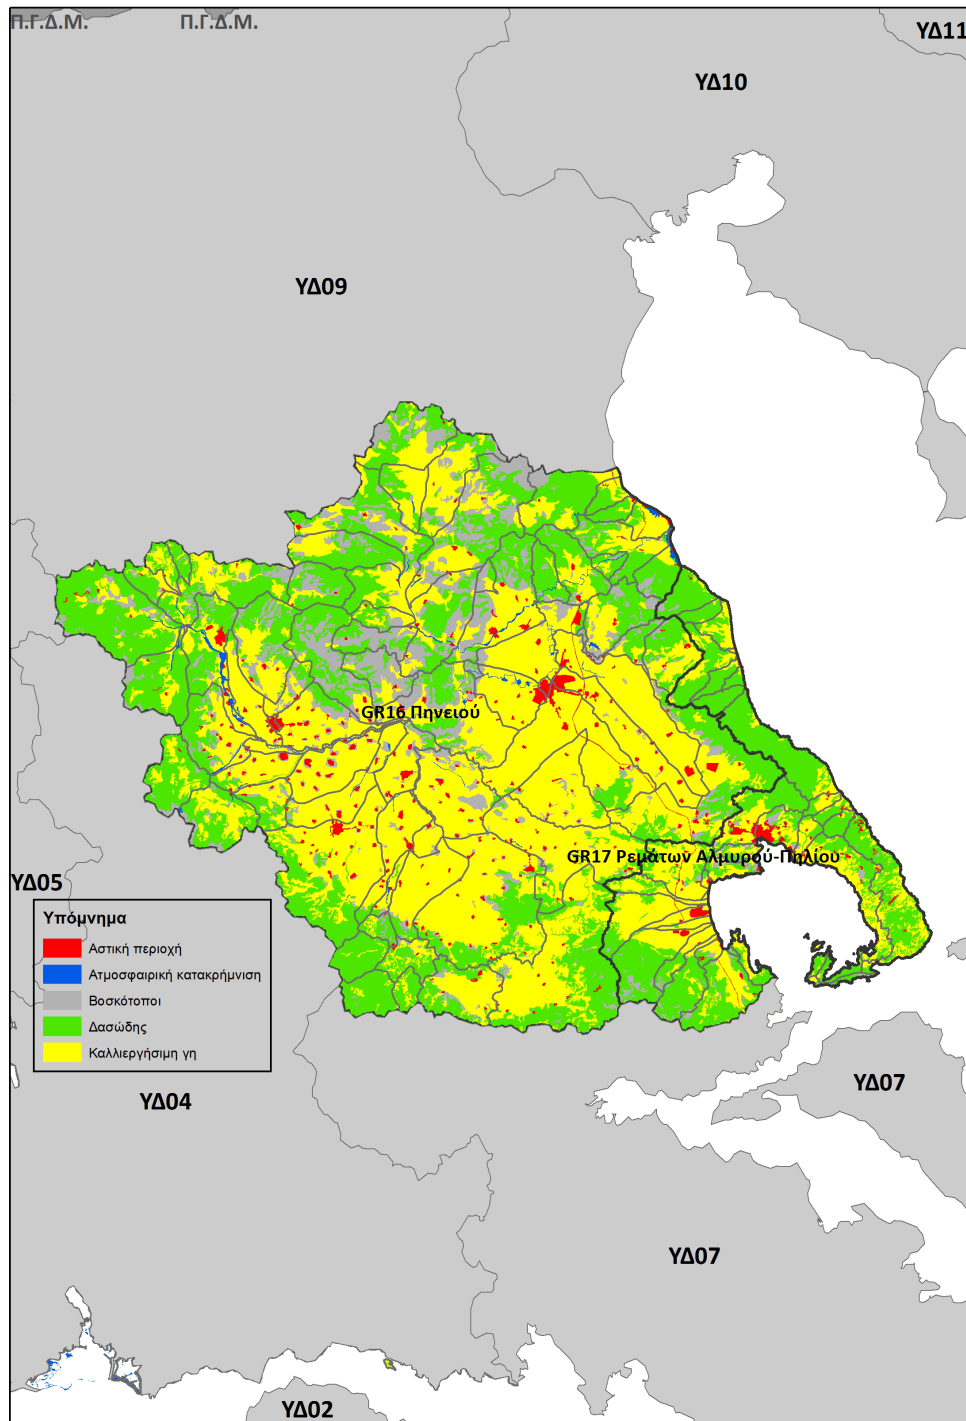 Π.Γ.Δ.Μ.
Π.Γ.Δ.Μ.
ΥΔ11
ΥΔ10
ΥΔ09
GR16 Πηνειού
GR17 Ρεμάτων Αλμυρού-Πηλίου
ΥΔ05
Υπόμνημα
Αστική περιοχή
Ατμοσφαιρική κατακρήμνιση
Βοσκότοποι
Δασώδης
Καλλιεργήσιμη γη
ΥΔ07
ΥΔ04
ΥΔ07
ΥΔ02